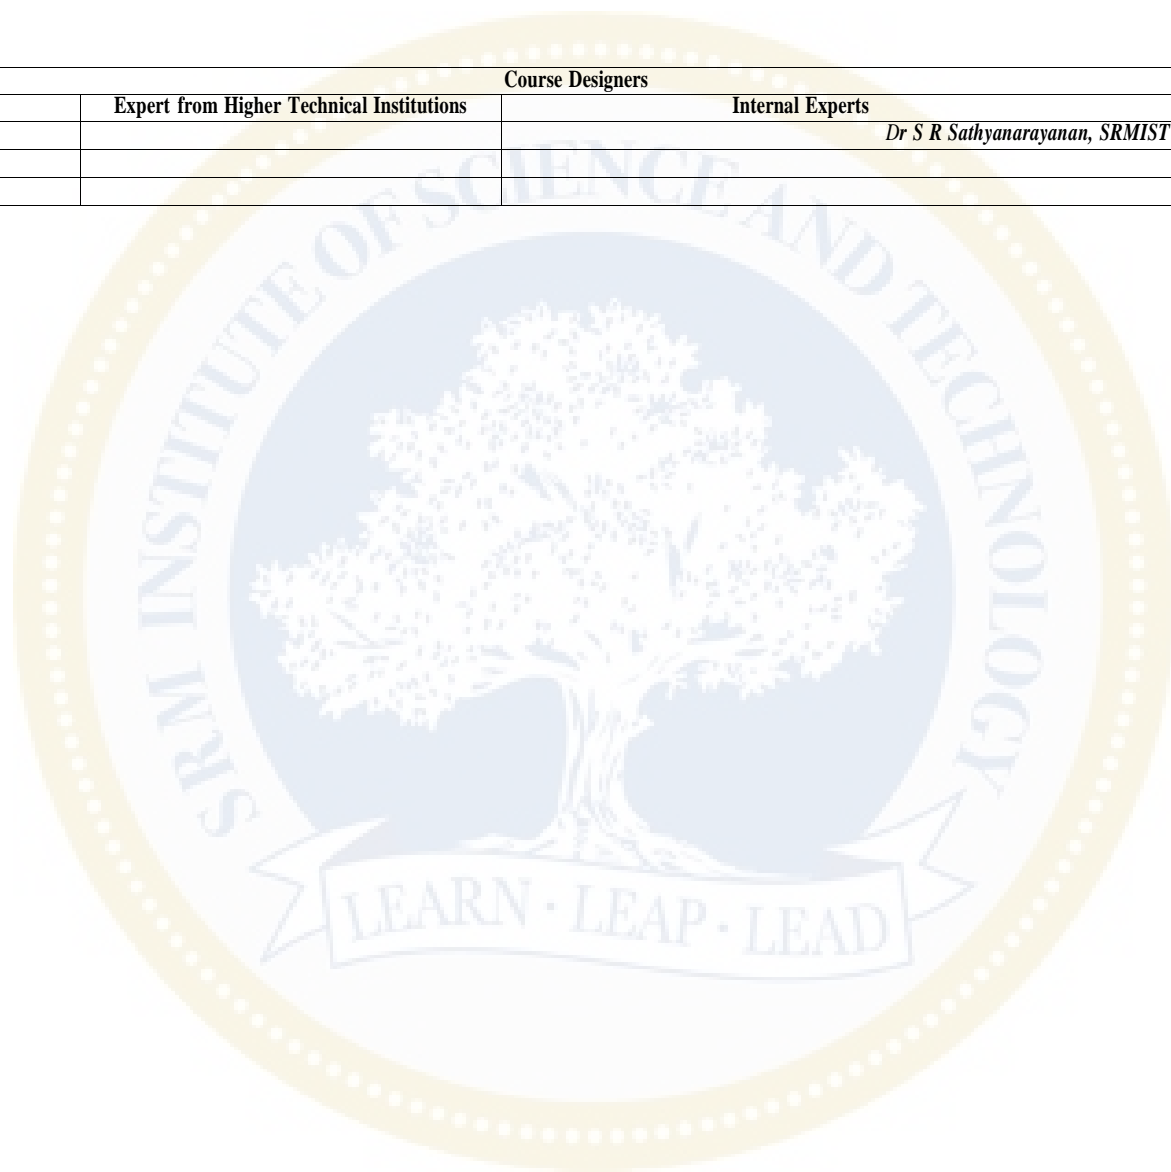 Course Designers
Expert from Higher Technical Institutions Internal Experts
Dr S R Sathyanarayanan, SRMIST
SRM INSTITUTE OF SCIENCE AND TECHNOLOGY
LEARN · LEAP · LEAD